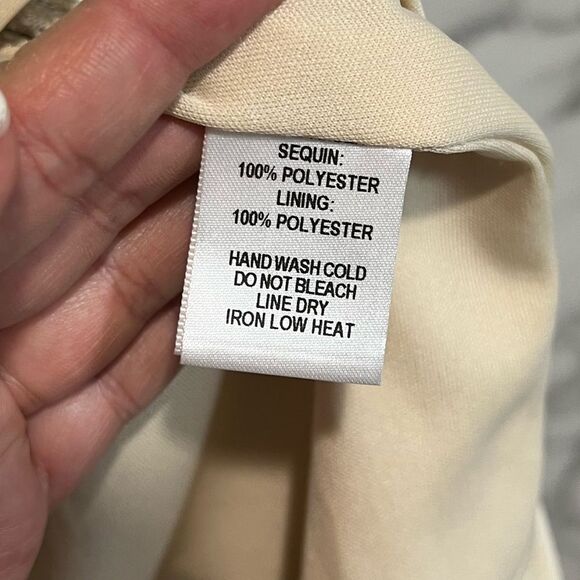 SEQUIN:
100% POLYESTER
LINING:
100% POLYESTER
HAND WASH COLD
DO NOT BLEACH
LINE DRY
IRON LOW HEAT